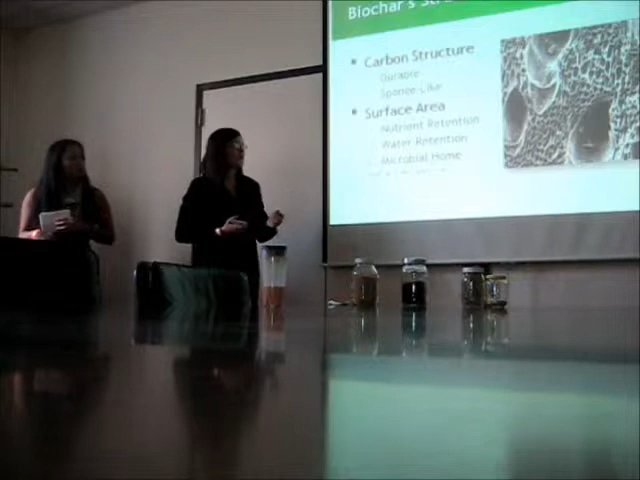 Biochar's
Carbon Structure
Durable
Sponge-Like
Surface Area
Nutrient Retention
Water Retention
Microbial Home